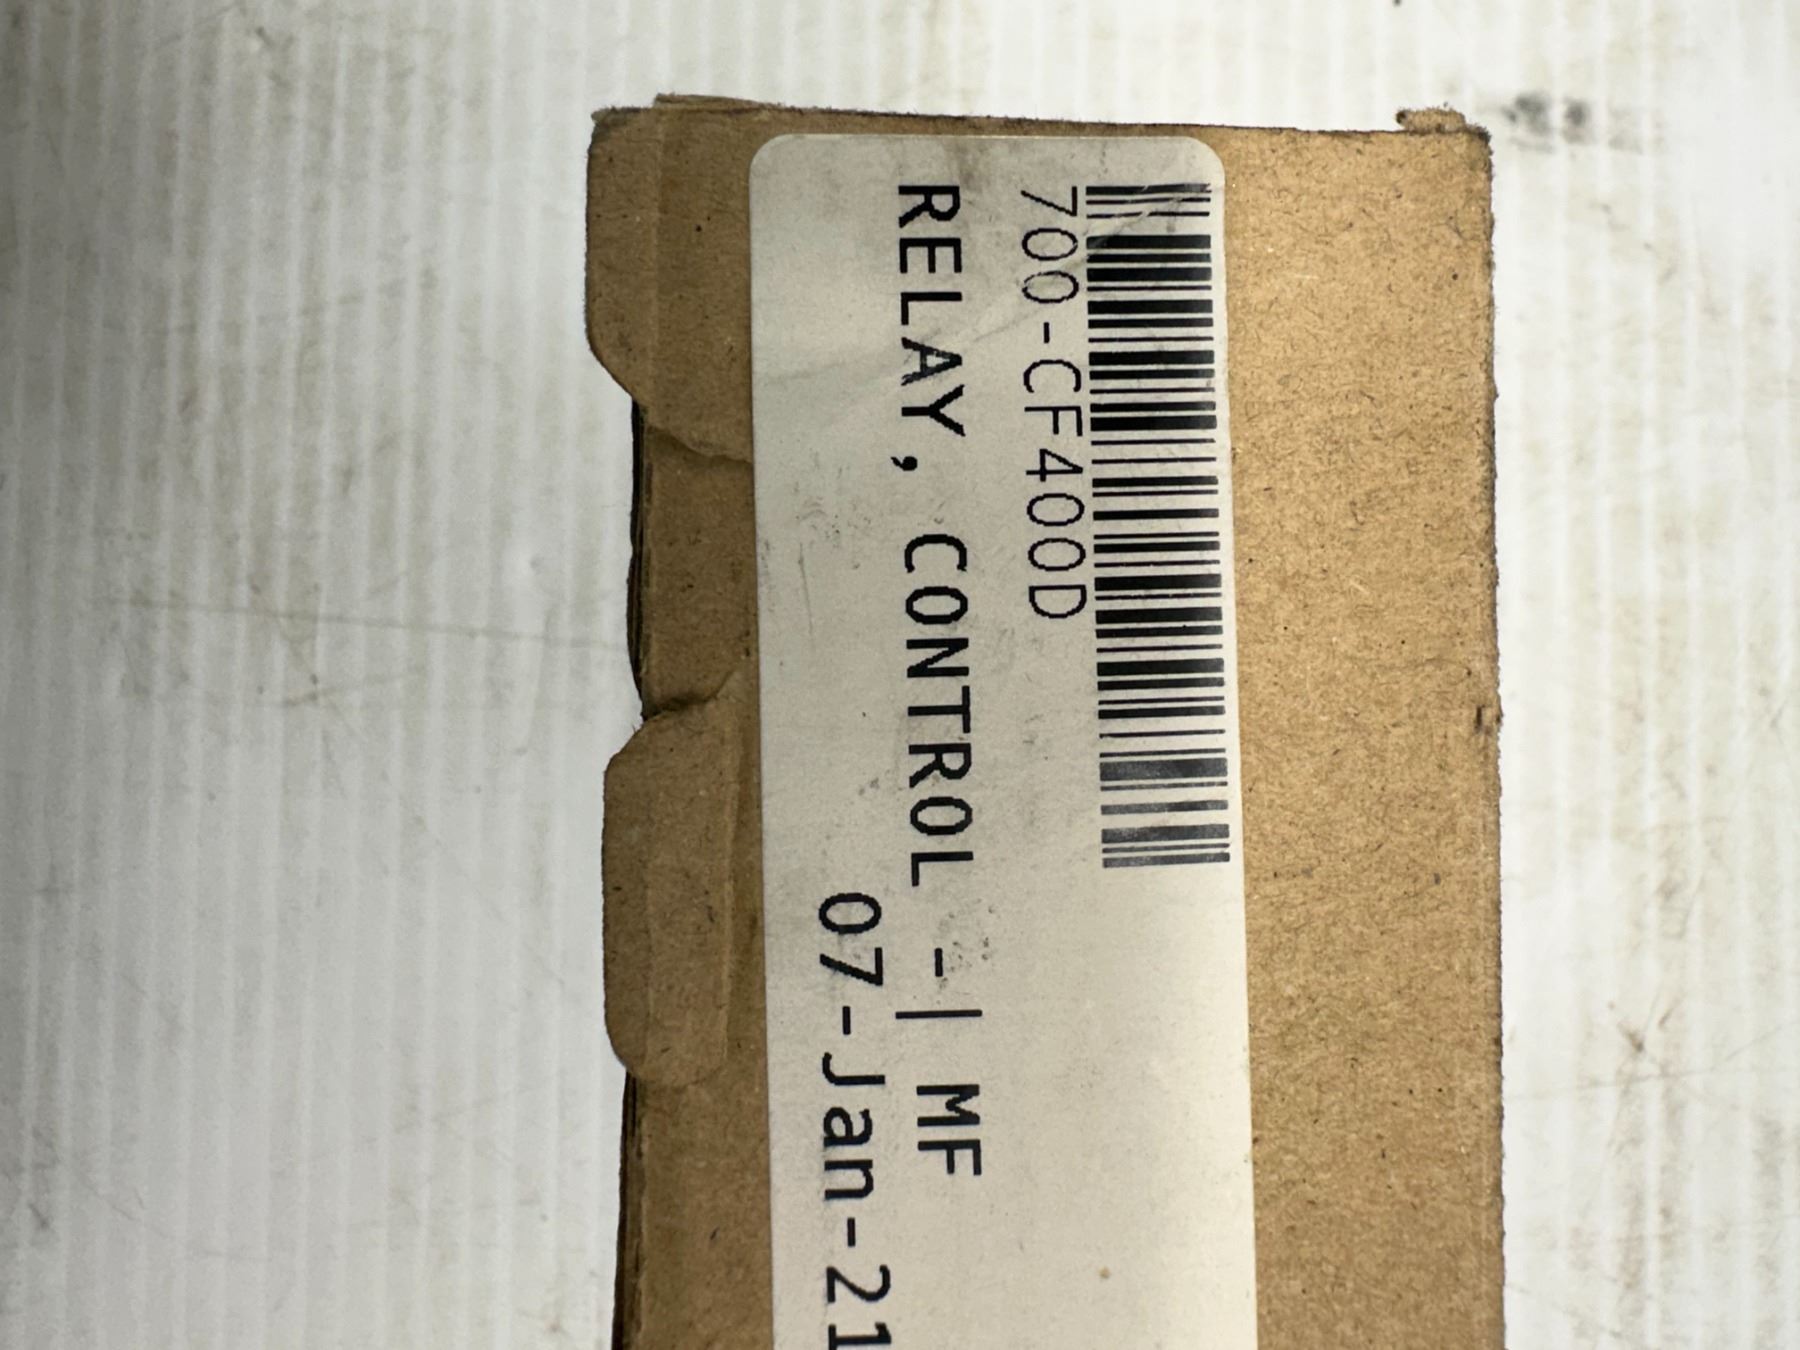 700-CF400D
RELAY, CONTROL -| MF
07-Jan-21